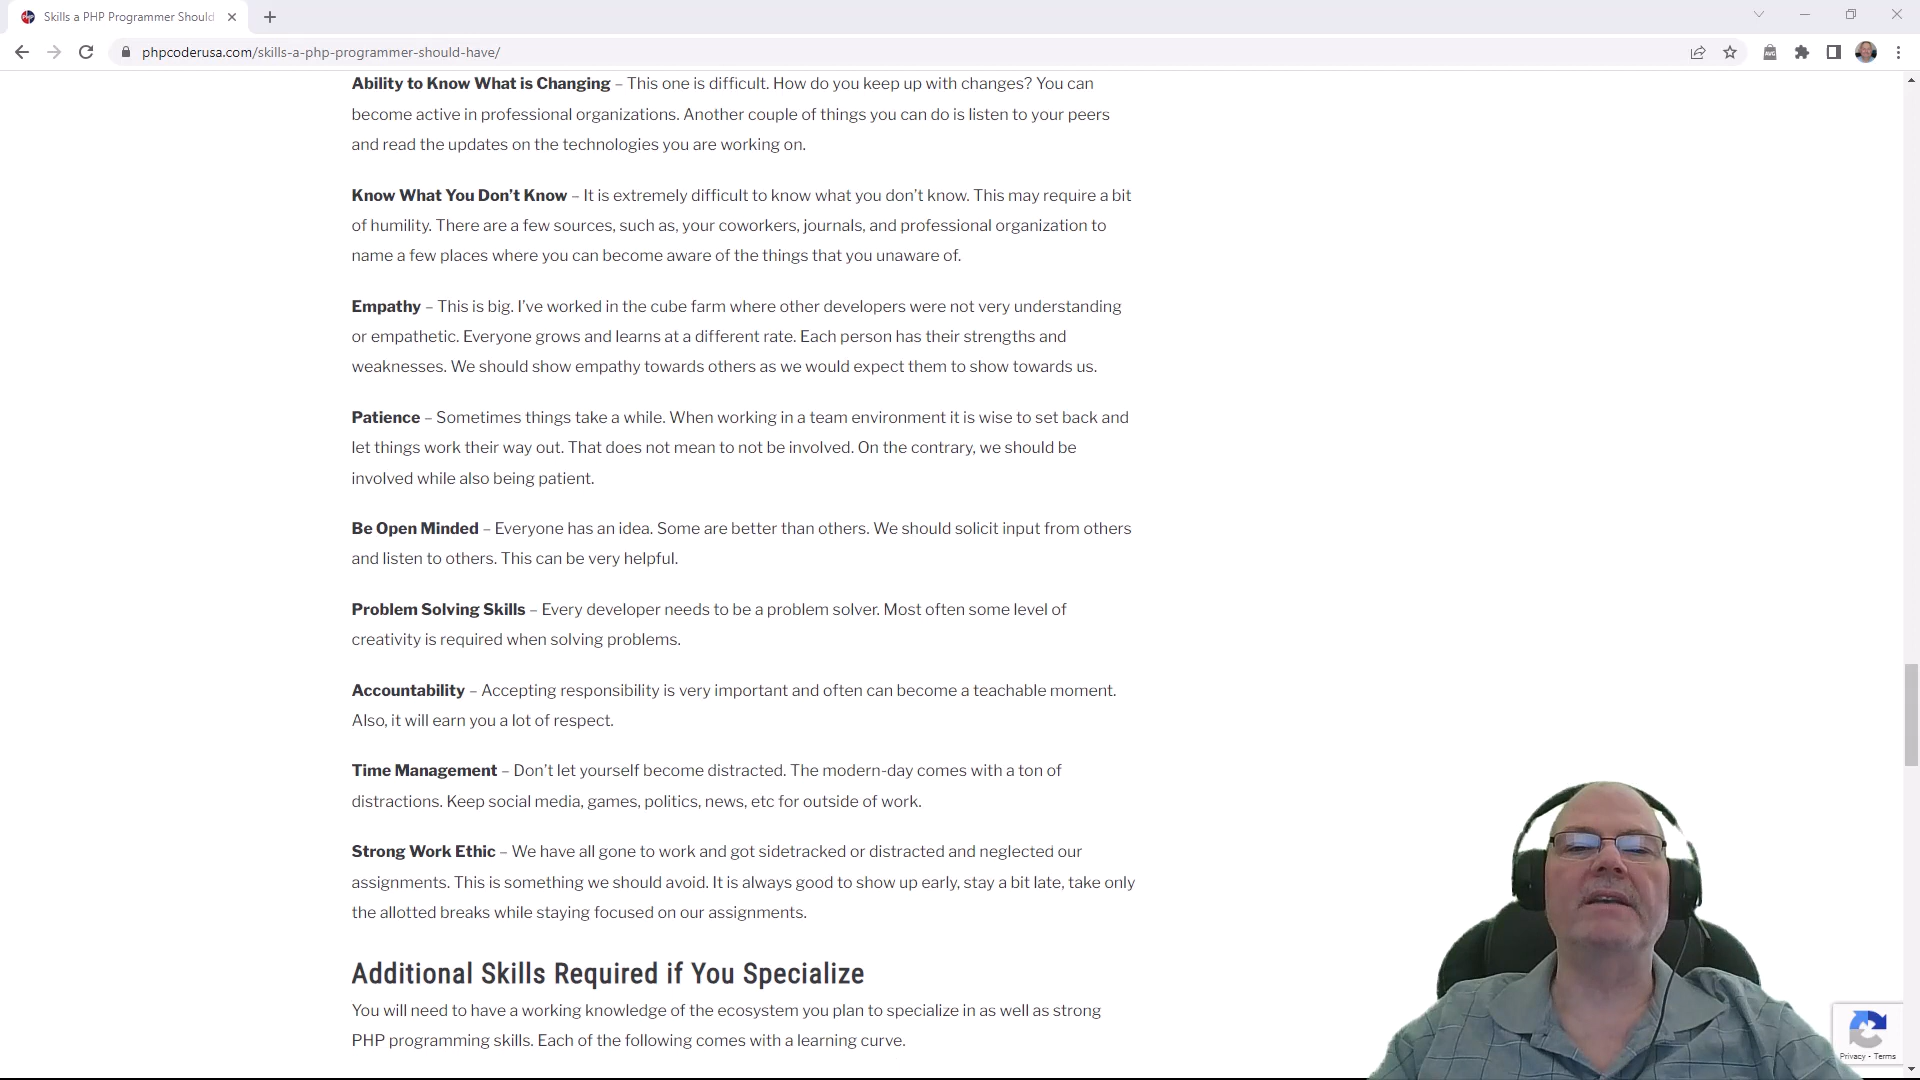 Skills a PHP Programmer Should
phpcoderusa.com/skills-a-php-programmer-should-have/
Ability to Know What is Changing – This one is difficult. How do you keep up with changes? You can
become active in professional organizations. Another couple of things you can do is listen to your peers
and read the updates on the technologies you are working on.
Know What You Don’t Know – It is extremely difficult to know what you don’t know. This may require a bit
of humility. There are a few sources, such as, your coworkers, journals, and professional organization to
name a few places where you can become aware of the things that you unaware of.
Empathy – This is big. I’ve worked in the cube farm where other developers were not very understanding
or empathetic. Everyone grows and learns at a different rate. Each person has their strengths and
weaknesses. We should show empathy towards others as we would expect them to show towards us.
Patience – Sometimes things take a while. When working in a team environment it is wise to set back and
let things work their way out. That does not mean to not be involved. On the contrary, we should be
involved while also being patient.
Be Open Minded – Everyone has an idea. Some are better than others. We should solicit input from others
and listen to others. This can be very helpful.
Problem Solving Skills – Every developer needs to be a problem solver. Most often some level of
creativity is required when solving problems.
Accountability – Accepting responsibility is very important and often can become a teachable moment.
Also, it will earn you a lot of respect.
Time Management – Don’t let yourself become distracted. The modern-day comes with a ton of
distractions. Keep social media, games, politics, news, etc for outside of work.
Strong Work Ethic – We have all gone to work and got sidetracked or distracted and neglected our
assignments. This is something we should avoid. It is always good to show up early, stay a bit late, take only
the allotted breaks while staying focused on our assignments.
Additional Skills Required if You Specialize
You will need to have a working knowledge of the ecosystem you plan to specialize in as well as strong
PHP programming skills. Each of the following comes with a learning curve.
Privacy - Terms